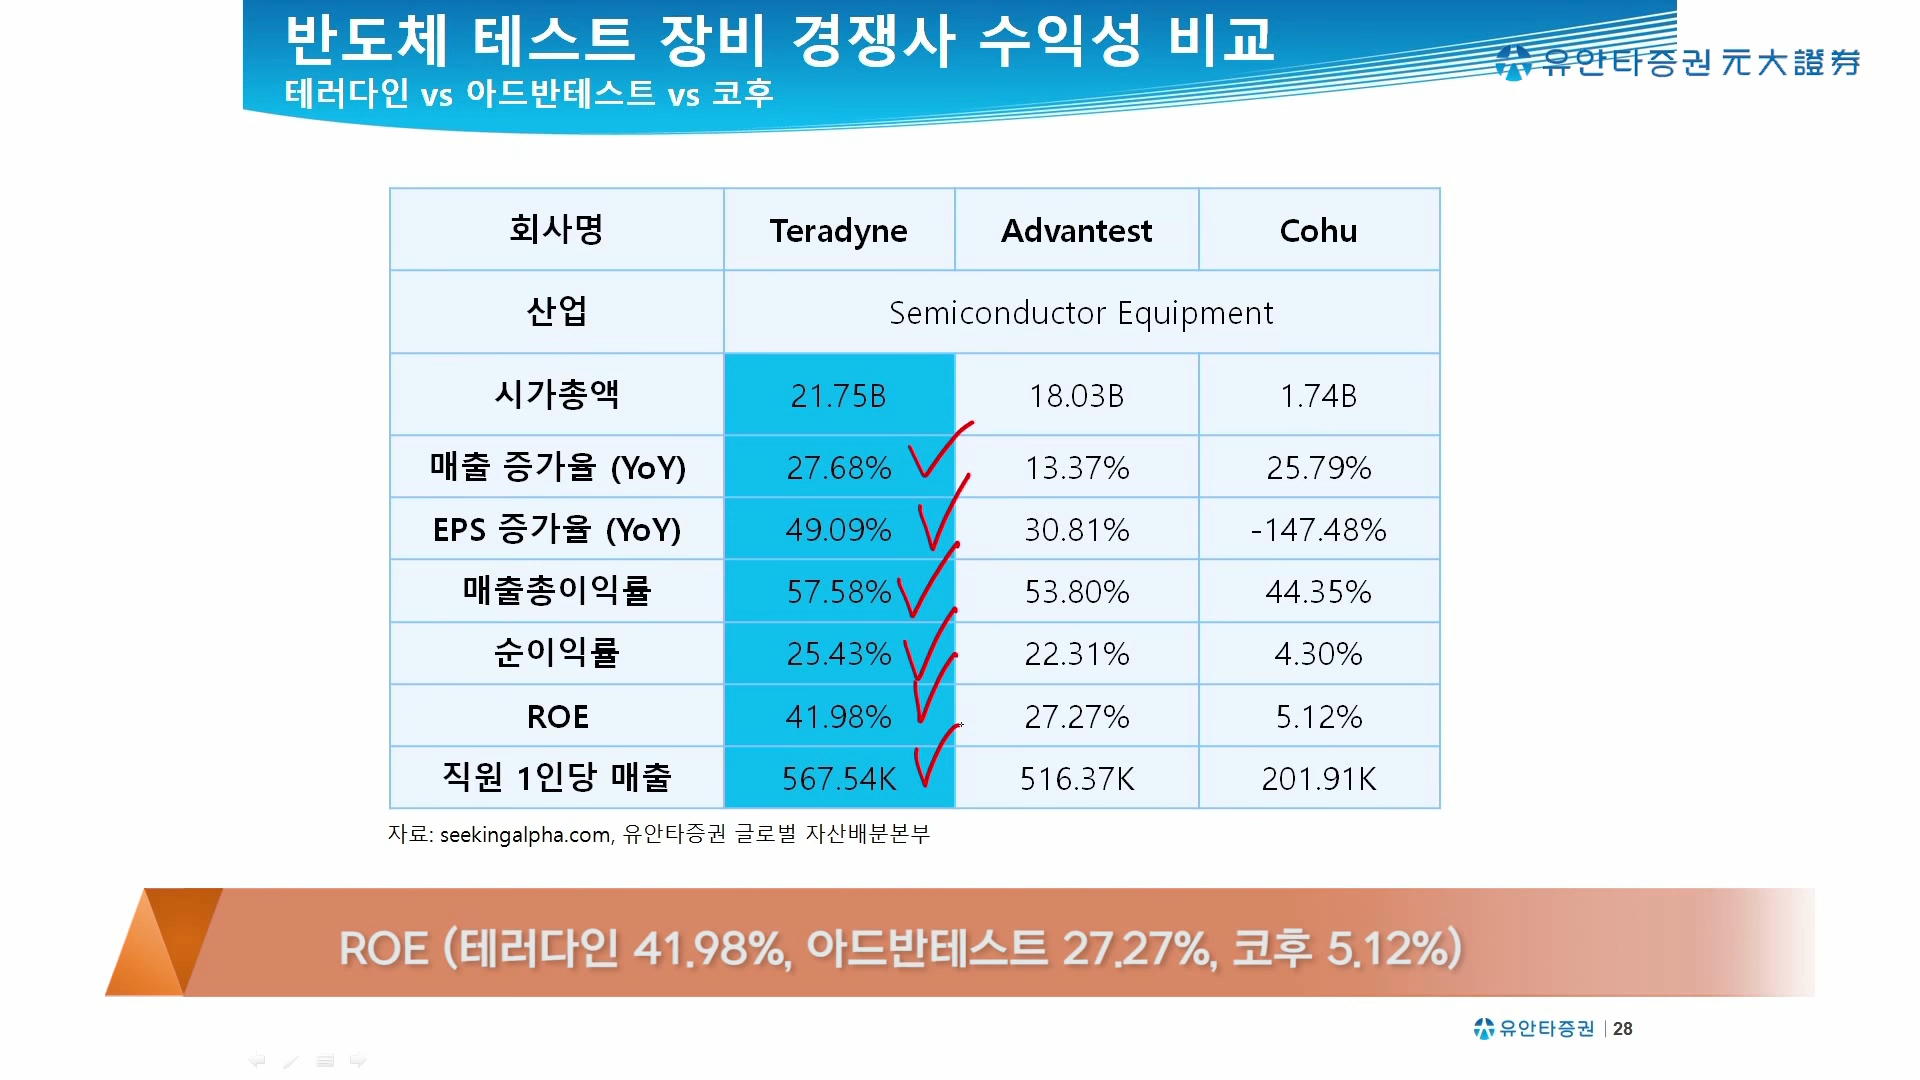 반도체 테스트 장비 경쟁사 수익성 비교
테러다인 vs 아드반테스트 vs 코후
유안타증권 元大證券
회사명 Teradyne Advantest Cohu
산업 Semiconductor Equipment
시가총액 21.75B 18.03B 1.74B
매출 증가율 (YoY) 27.68% 13.37% 25.79%
EPS 증가율 (YoY) 49.09% 30.81% -147.48%
매출총이익률 57.58% 53.80% 44.35%
순이익률 25.43% 22.31% 4.30%
ROE 41.98% 27.27% 5.12%
직원 1인당 매출 567.54K 516.37K 201.91K
자료: seekingalpha.com, 유안타증권 글로벌 자산배분본부
ROE (테러다인 41.98%, 아드반테스트 27.27%, 코후 5.12%)
유안타증권 | 28